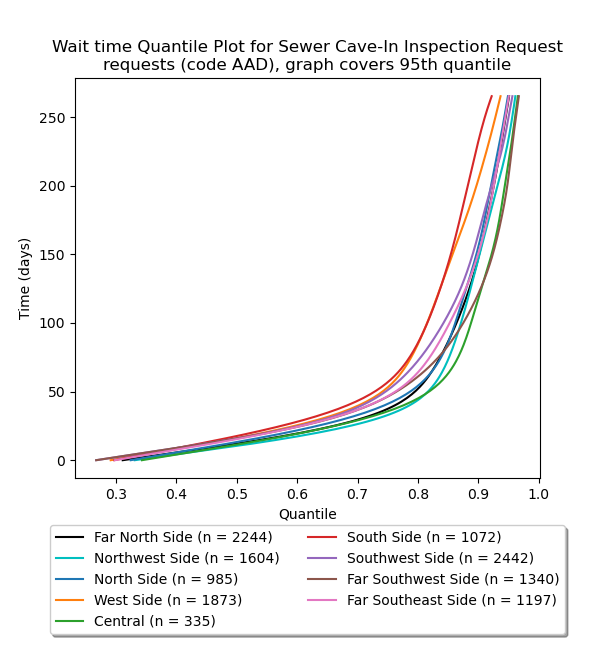 Wait time Quantile Plot for Sewer Cave-In Inspection Request
requests (code AAD), graph covers 95th quantile
250
200
150
100
50
0
Time (days)
0.3 0.4 0.5 0.6 0.7 0.8 0.9 1.0
Quantile
Far North Side (n = 2244)
Northwest Side (n = 1604)
North Side (n = 985)
West Side (n = 1873)
Central (n = 335)
South Side (n = 1072)
Southwest Side (n = 2442)
Far Southwest Side (n = 1340)
Far Southeast Side (n = 1197)